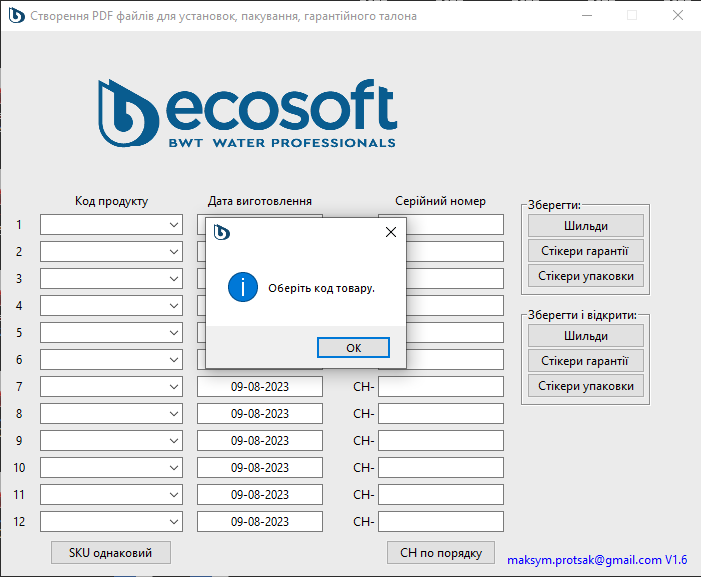 Створення PDF файлів для установок, пакування, гарантійного талона
ecosoft
BWT WATER PROFESSIONALS
Код продукту Дата виготовлення Серійний номер
1
2
3
4
5
6
7 09-08-2023 CH-
8 09-08-2023 CH-
9 09-08-2023 CH-
10 09-08-2023 CH-
11 09-08-2023 CH-
12 09-08-2023 CH-
SKU однаковий
CH по порядку
Оберіть код товару.
OK
Зберегти:
Шильди
Стікери гарантії
Стікери упаковки
Зберегти і відкрити:
Шильди
Стікери гарантії
Стікери упаковки
maksym.protsak@gmail.com V1.6